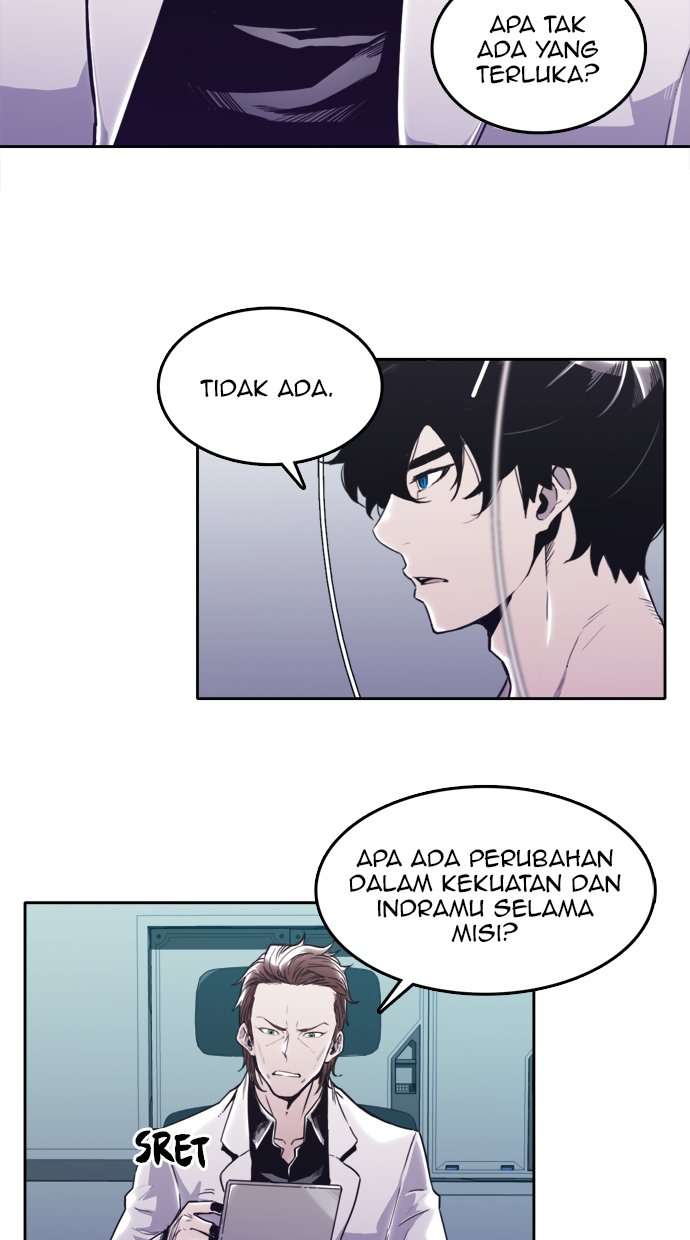 APA TAK
ADA YANG
TERLUKA?
TIDAK ADA.
APA ADA PERUBAHAN
DALAM KEKUATAN DAN
INDRAMU SELAMA
MISI?
SRET